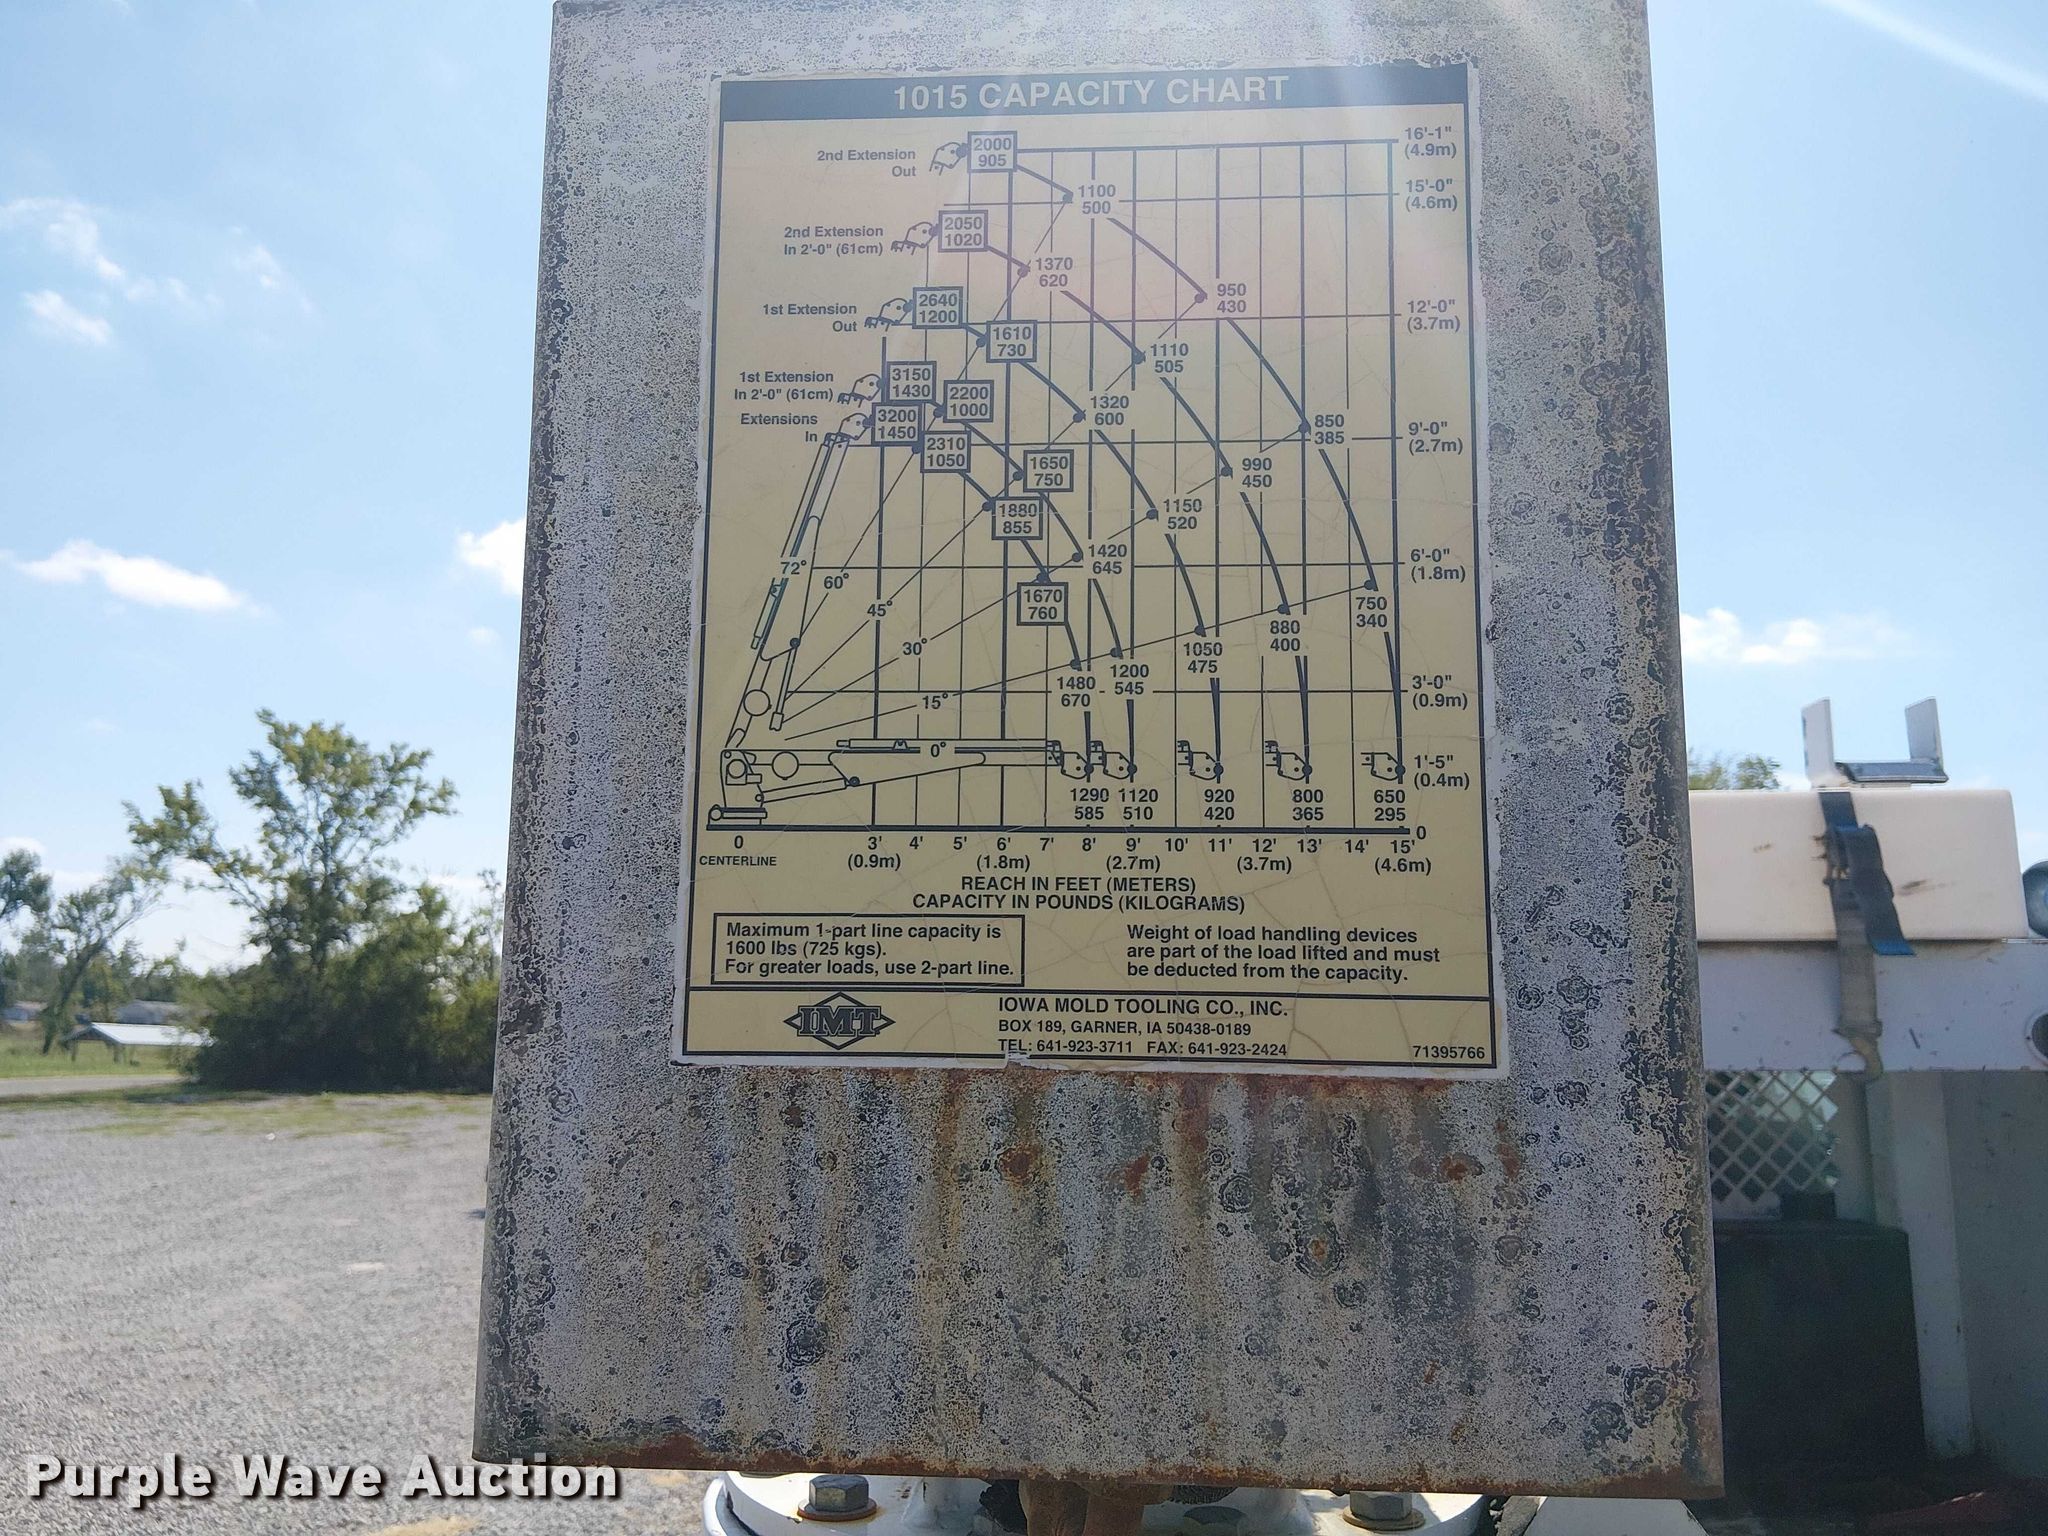 1015 CAPACITY CHART
2nd Extension
Out
2000
905
16'-1"
(4.9m)
1100
500
15'-0"
(4.6m)
2nd Extension
In 2'-0" (61cm)
2050
1020
1370
620
950
430
12'-0"
(3.7m)
1st Extension
Out
2640
1200
1610
730
1110
505
1st Extension
In 2'-0" (61cm)
3150
1430
2200
1000
1320
600
850
385
9'-0"
(2.7m)
Extensions
In
3200
1450
2310
1050
1650
750
990
450
1880
855
1150
520
1420
645
6'-0"
(1.8m)
72°
60°
45°
30°
15°
0°
1670
760
750
340
880
400
1050
475
1200
545
1480
670
3'-0"
(0.9m)
1'-5"
(0.4m)
1290
585
1120
510
920
420
800
365
650
295
0
0
CENTERLINE
3' 4' 5' 6' 7' 8' 9' 10' 11' 12' 13' 14' 15'
(0.9m) (1.8m) (2.7m) (3.7m) (4.6m)
REACH IN FEET (METERS)
CAPACITY IN POUNDS (KILOGRAMS)
Maximum 1-part line capacity is
1600 lbs (725 kgs).
For greater loads, use 2-part line.
Weight of load handling devices
are part of the load lifted and must
be deducted from the capacity.
IMT
IOWA MOLD TOOLING CO., INC.
BOX 189, GARNER, IA 50438-0189
TEL: 641-923-3711 FAX: 641-923-2424
71395766
Purple Wave Auction